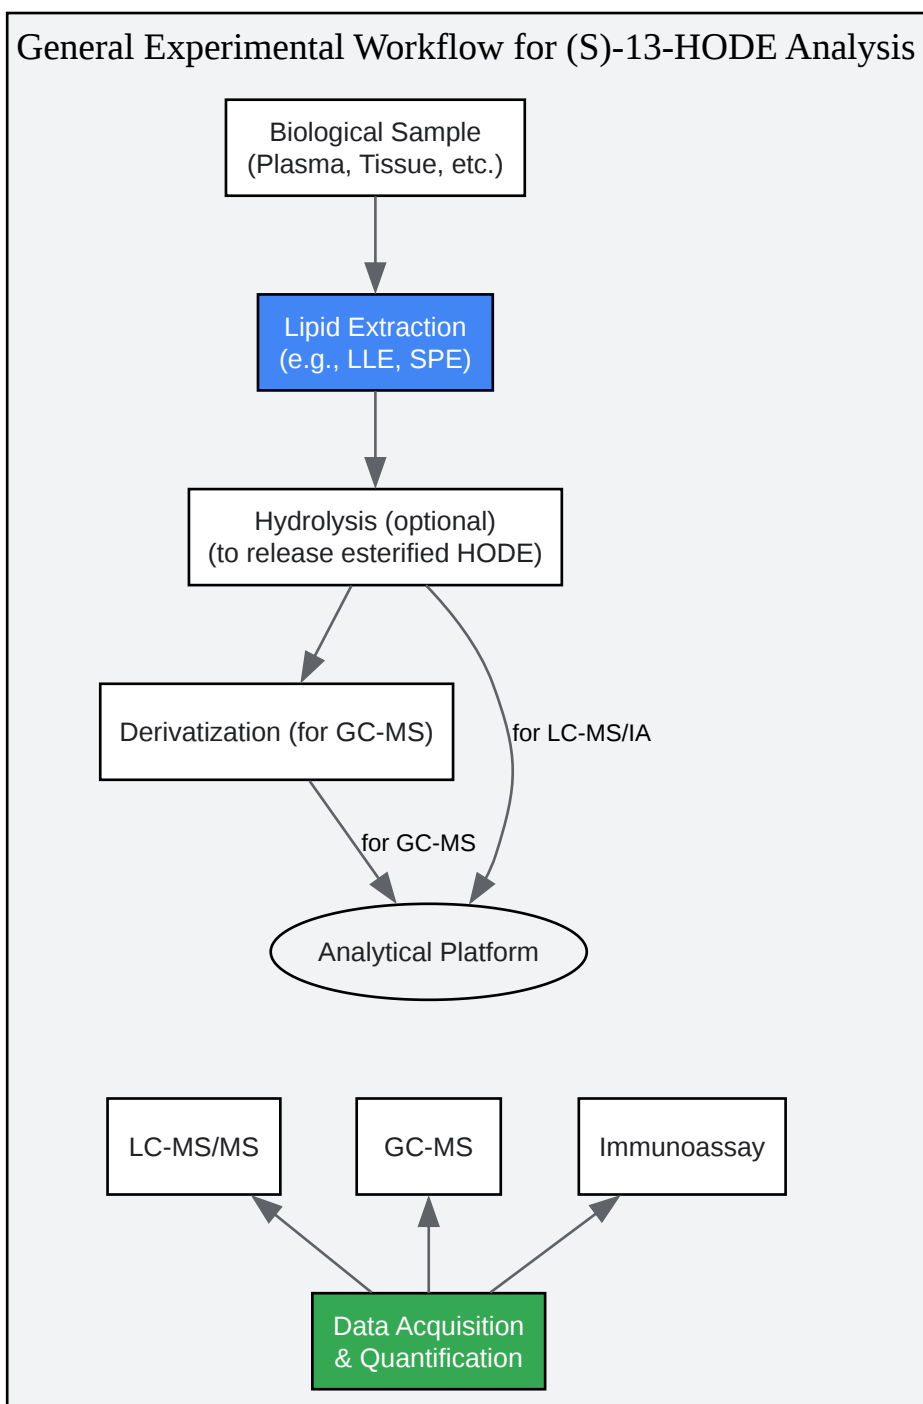 General Experimental Workflow for (S)-13-HODE Analysis
Biological Sample
(Plasma, Tissue, etc.)
Lipid Extraction
(e.g., LLE, SPE)
Hydrolysis (optional)
(to release esterified HODE)
Derivatization (for GC-MS)
for LC-MS/IA
for GC-MS
Analytical Platform
LC-MS/MS
GC-MS
Immunoassay
Data Acquisition
& Quantification